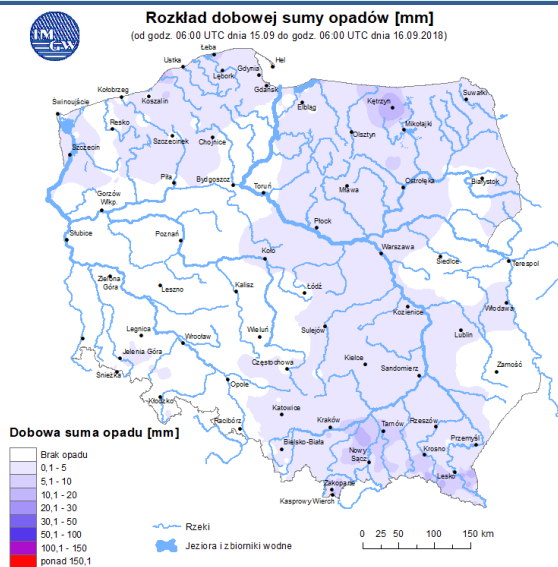 IM
GW
Rozkład dobowej sumy opadów [mm]
(od godz. 06:00 UTC dnia 15.09 do godz. 06:00 UTC dnia 16.09.2018)
Łeba
Ustka
Hel
Gdynia
Lębork
Gdańsk
Kołobrzeg
Koszalin
Elbląg
Kętrzyn
Suwałki
Świnoujście
Resko
Szczecinek
Chojnice
Olsztyn
Mikołajki
Szczecin
Piła
Bydgoszcz
Toruń
Mława
Ostrołęka
Białystok
Gorzów
Wlkp.
Płock
Słubice
Poznań
Koło
Warszawa
Siedlce
Terespol
Zielona
Góra
Leszno
Kalisz
Łódź
Kozienice
Włodawa
Legnica
Wrocław
Wieluń
Sulejów
Lublin
Jelenia Góra
Śnieżka
Częstochowa
Kielce
Sandomierz
Zamość
Kłodzko
Opole
Racibórz
Katowice
Kraków
Tarnów
Rzeszów
Przemyśl
Bielsko-Biała
Nowy
Sącz
Krosno
Lesko
Zakopane
Kasprowy Wierch
Dobowa suma opadu [mm]
Brak opadu
0,1 - 5
5,1 - 10
10,1 - 20
20,1 - 30
30,1 - 50
50,1 - 100
100,1 - 150
ponad 150,1
Rzeki
Jeziora i zbiorniki wodne
0 25 50 100 150 km